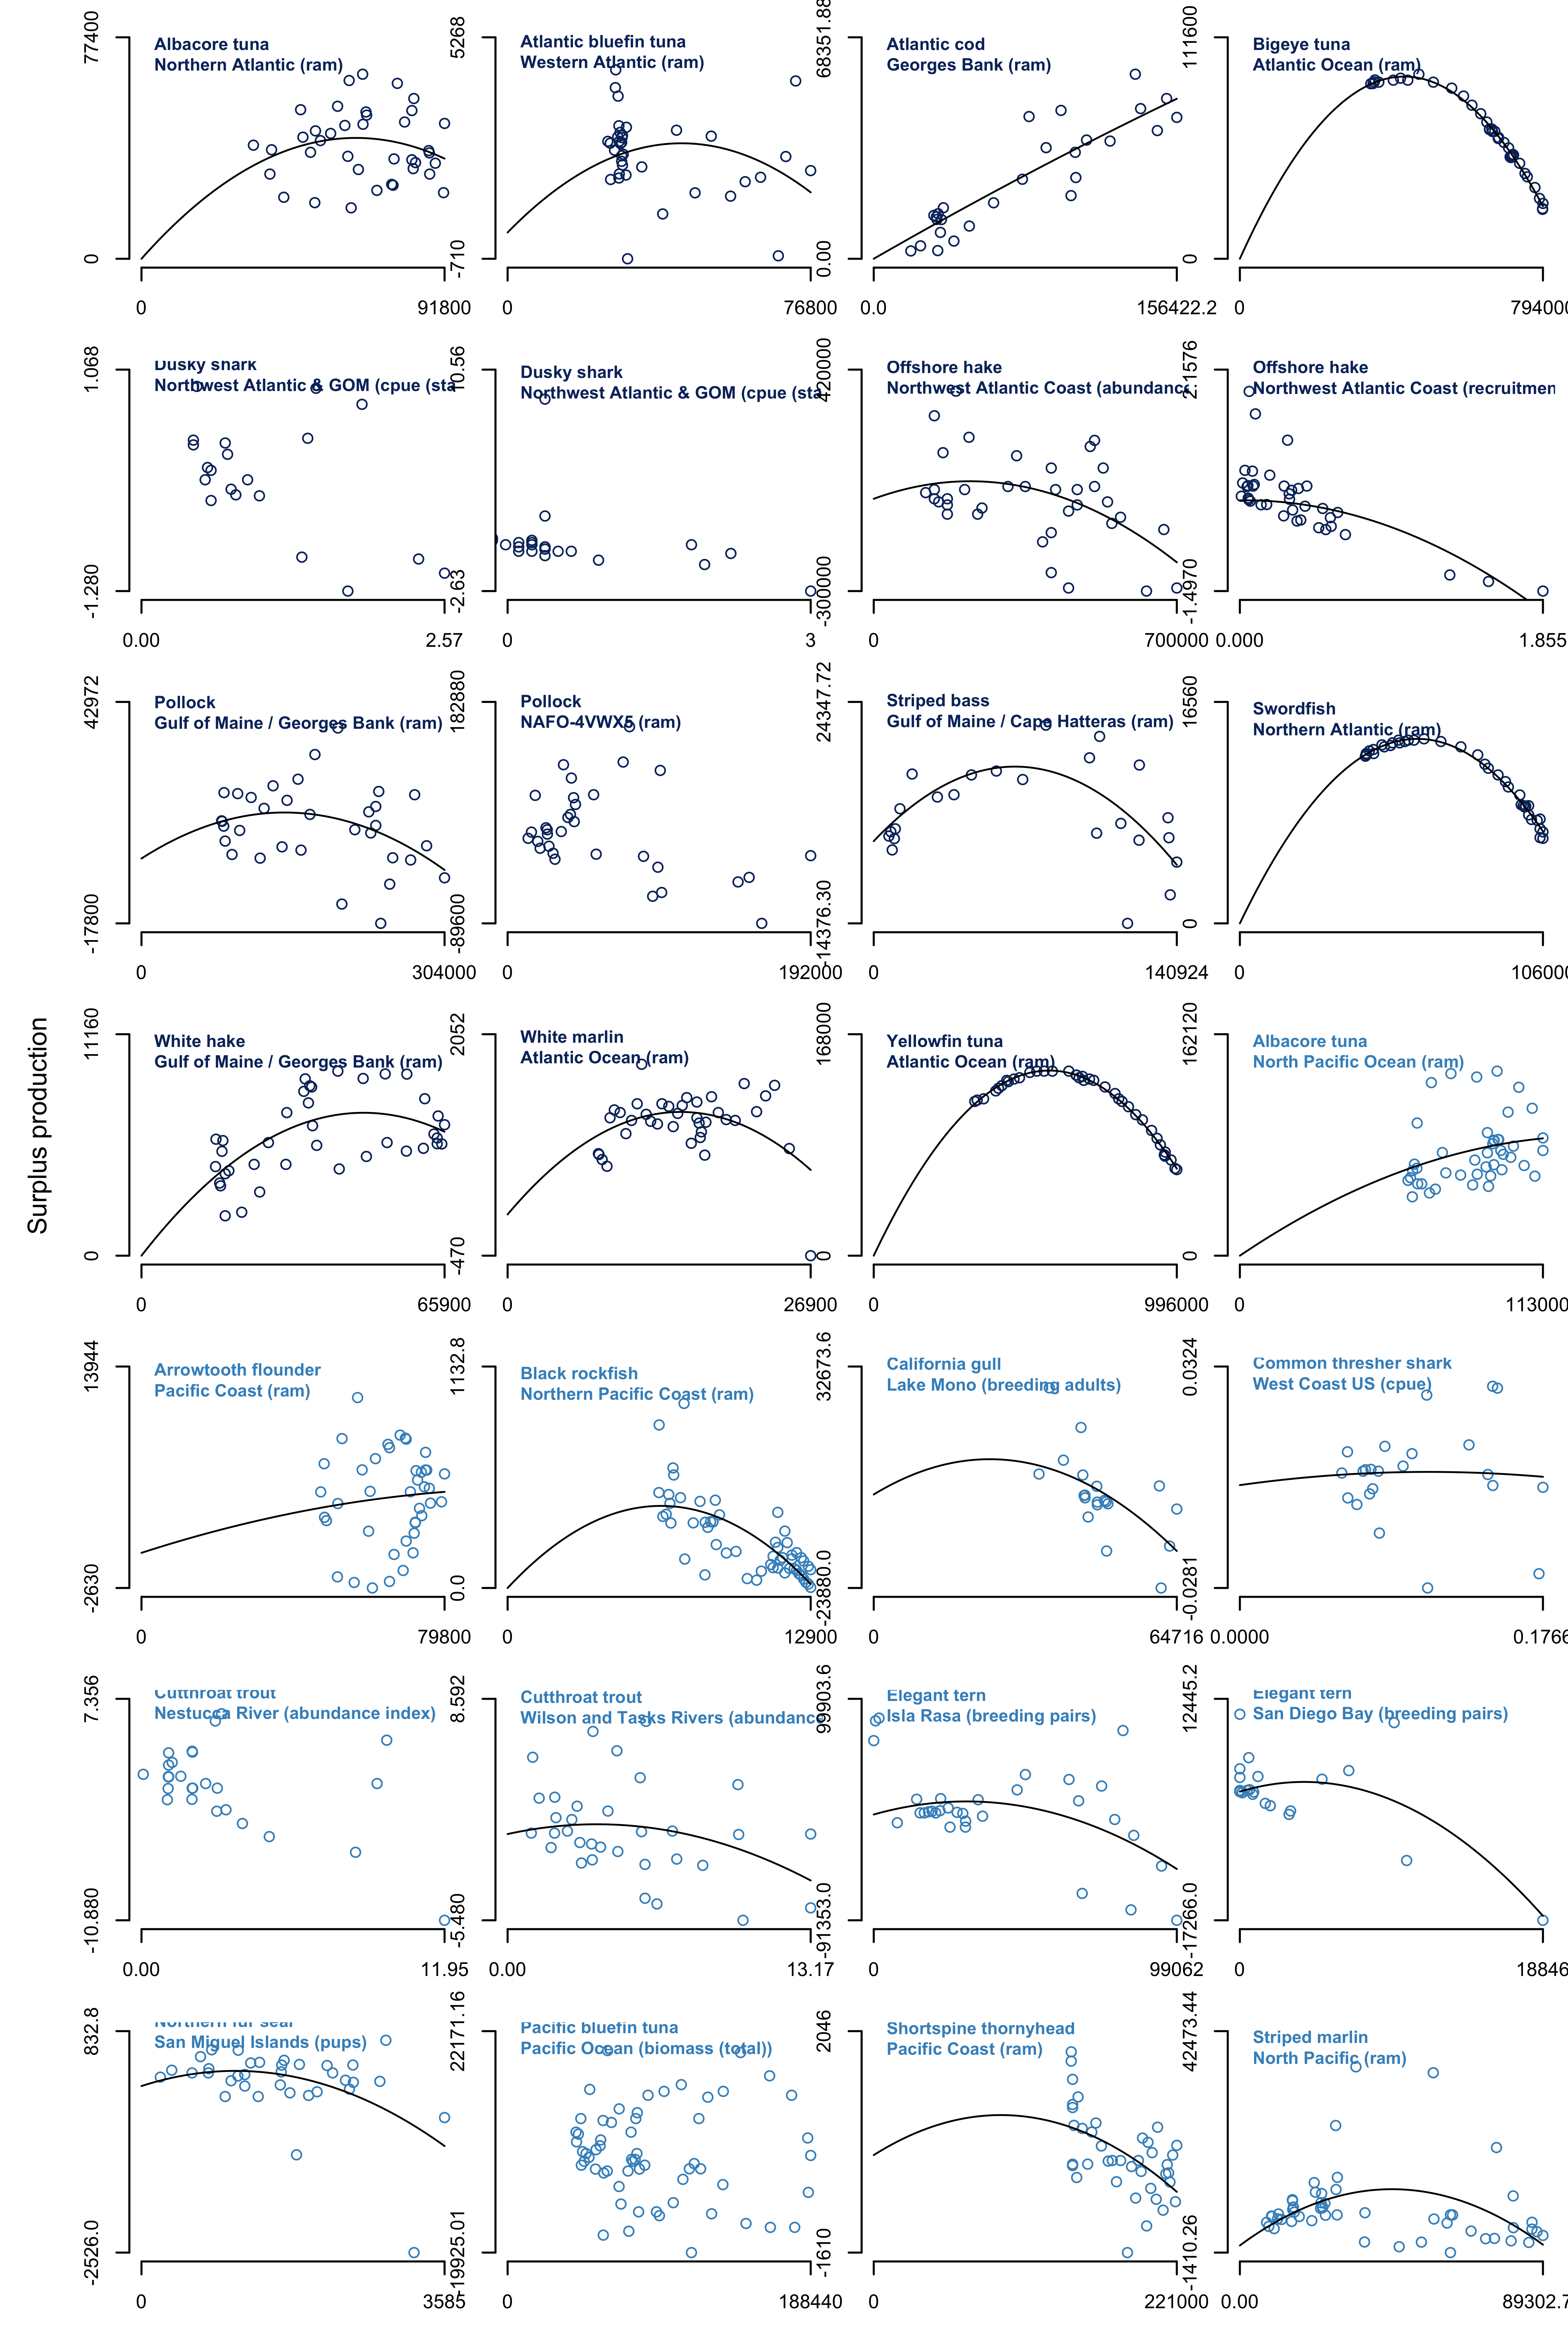 Surplus production
Albacore tuna
Northern Atlantic (ram)
77400
0
0
91800
Atlantic bluefin tuna
Western Atlantic (ram)
5268
-710
0
76800
Atlantic cod
Georges Bank (ram)
68351.88
0.00
0.0
156422.2
Bigeye tuna
Atlantic Ocean (ram)
111600
0
0
794000
Dusky shark
Northwest Atlantic & GOM (cpue (sta
1.068
-1.280
0.00
2.57
Dusky shark
Northwest Atlantic & GOM (cpue (sta
10.56
-2.63
0
3
Offshore hake
Northwest Atlantic Coast (abundanc
420000
-300000
0
700000
Offshore hake
Northwest Atlantic Coast (recruitmen
2.1576
-1.4970
0.000
1.855
Pollock
Gulf of Maine / Georges Bank (ram)
42972
-17800
0
304000
Pollock
NAFO-4VWX5 (ram)
182880
-89600
0
192000
Striped bass
Gulf of Maine / Cape Hatteras (ram)
24347.72
-14376.30
0
140924
Swordfish
Northern Atlantic (ram)
16560
0
0
106000
White hake
Gulf of Maine / Georges Bank (ram)
11160
0
0
65900
White marlin
Atlantic Ocean (ram)
2052
-470
0
26900
Yellowfin tuna
Atlantic Ocean (ram)
168000
0
0
996000
Albacore tuna
North Pacific Ocean (ram)
162120
0
0
113000
Arrowtooth flounder
Pacific Coast (ram)
13944
-2630
0
79800
Black rockfish
Northern Pacific Coast (ram)
1132.8
0.0
0
12900
California gull
Lake Mono (breeding adults)
32673.6
-23880.0
0
64716
Common thresher shark
West Coast US (cpue)
0.0324
-0.0281
0.0000
0.1766
Cutthroat trout
Nestucca River (abundance index)
7.356
-10.880
0.00
11.95
Cutthroat trout
Wilson and Tasks Rivers (abundance
8.592
-5.480
0.00
13.17
Elegant tern
Isla Rasa (breeding pairs)
99903.6
-91353.0
0
99062
Elegant tern
San Diego Bay (breeding pairs)
12445.2
-17266.0
0
18846
Northern fur seal
San Miguel Islands (pups)
832.8
-2526.0
0
3585
Pacific bluefin tuna
Pacific Ocean (biomass (total))
22171.16
-19925.01
0
188440
Shortspine thornyhead
Pacific Coast (ram)
2046
-1610
0
221000
Striped marlin
North Pacific (ram)
42473.44
-1410.26
0.00
89302.7